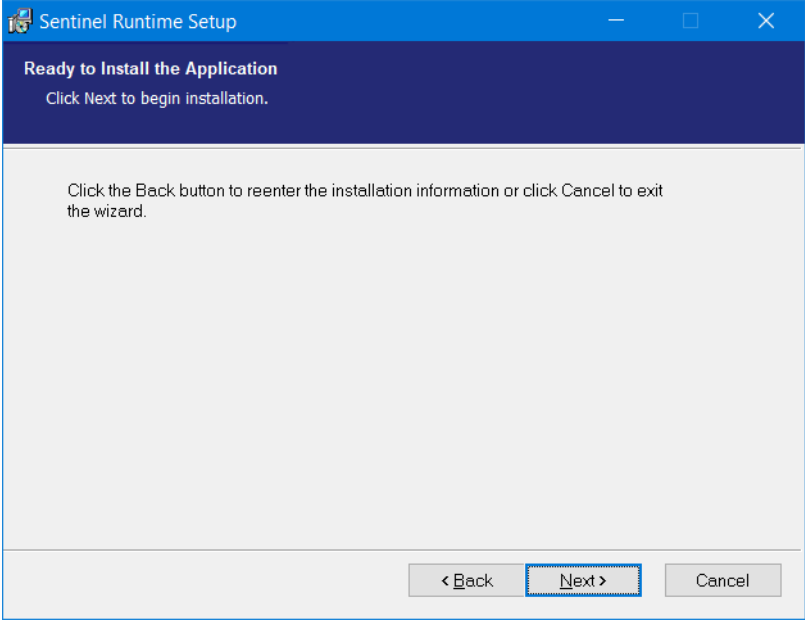 Sentinel Runtime Setup
Ready to Install the Application
Click Next to begin installation.
Click the Back button to reenter the installation information or click Cancel to exit
the wizard.
< Back
Next >
Cancel